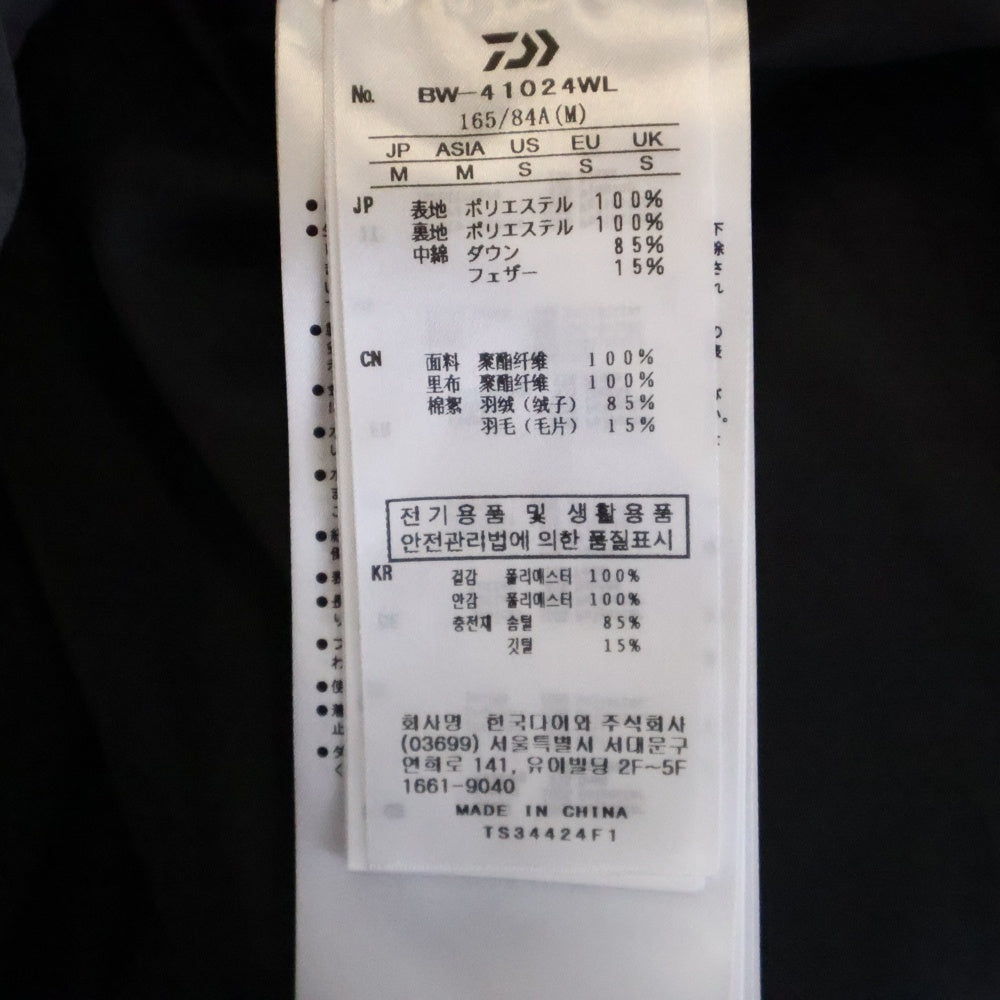 No. BW-41024WL
165/84A(M)
JP ASIA US EU UK
M M S S S
JP 表地 ポリエステル 100%
裏地 ポリエステル 100%
中綿 ダウン 85%
フェザー 15%
CN 面料 聚酯纤维 100%
里布 聚酯纤维 100%
棉絮 羽绒（绒子） 85%
羽毛（毛片） 15%
전기용품 및 생활용품
안전관리법에 의한 품질표시
KR 겉감 폴리에스터 100%
안감 폴리에스터 100%
충전재 솜털 85%
깃털 15%
회사명 한국다이와 주식회사
(03699) 서울특별시 서대문구
연희로 141, 유이빌딩 2F~5F
1661-9040
MADE IN CHINA
TS34424F1